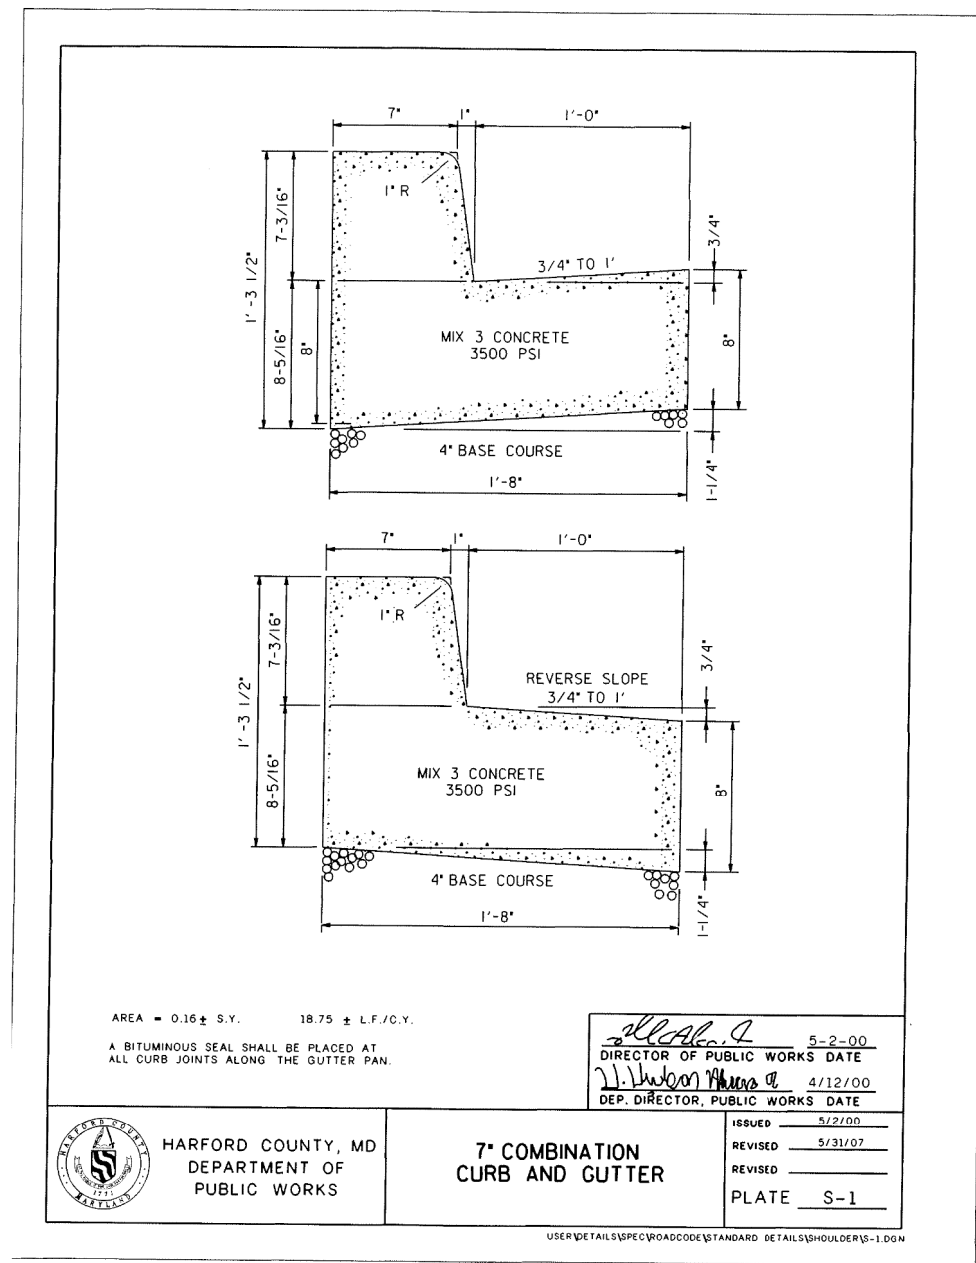 7" 1" 1'-0"
1" R
7-3/16"
1'-3 1/2"
8-5/16"
8"
3/4" TO 1'
3/4"
MIX 3 CONCRETE
3500 PSI
8"
4" BASE COURSE
1-1/4"
1'-8"
7" 1" 1'-0"
1" R
7-3/16"
1'-3 1/2"
8-5/16"
REVERSE SLOPE
3/4" TO 1'
3/4"
MIX 3 CONCRETE
3500 PSI
8"
4" BASE COURSE
1-1/4"
1'-8"
AREA = 0.16± S.Y. 18.75 ± L.F./C.Y.
A BITUMINOUS SEAL SHALL BE PLACED AT
ALL CURB JOINTS ALONG THE GUTTER PAN.
5-2-00
DIRECTOR OF PUBLIC WORKS DATE
4/12/00
DEP. DIRECTOR, PUBLIC WORKS DATE
HARFORD COUNTY
1773
MARYLAND
HARFORD COUNTY, MD
DEPARTMENT OF
PUBLIC WORKS
7" COMBINATION
CURB AND GUTTER
ISSUED 5/2/00
REVISED 5/31/07
REVISED
PLATE S-1
USER\DETAILS\SPEC\ROADCODE\STANDARD DETAILS\SHOULDER\S-1.DGN